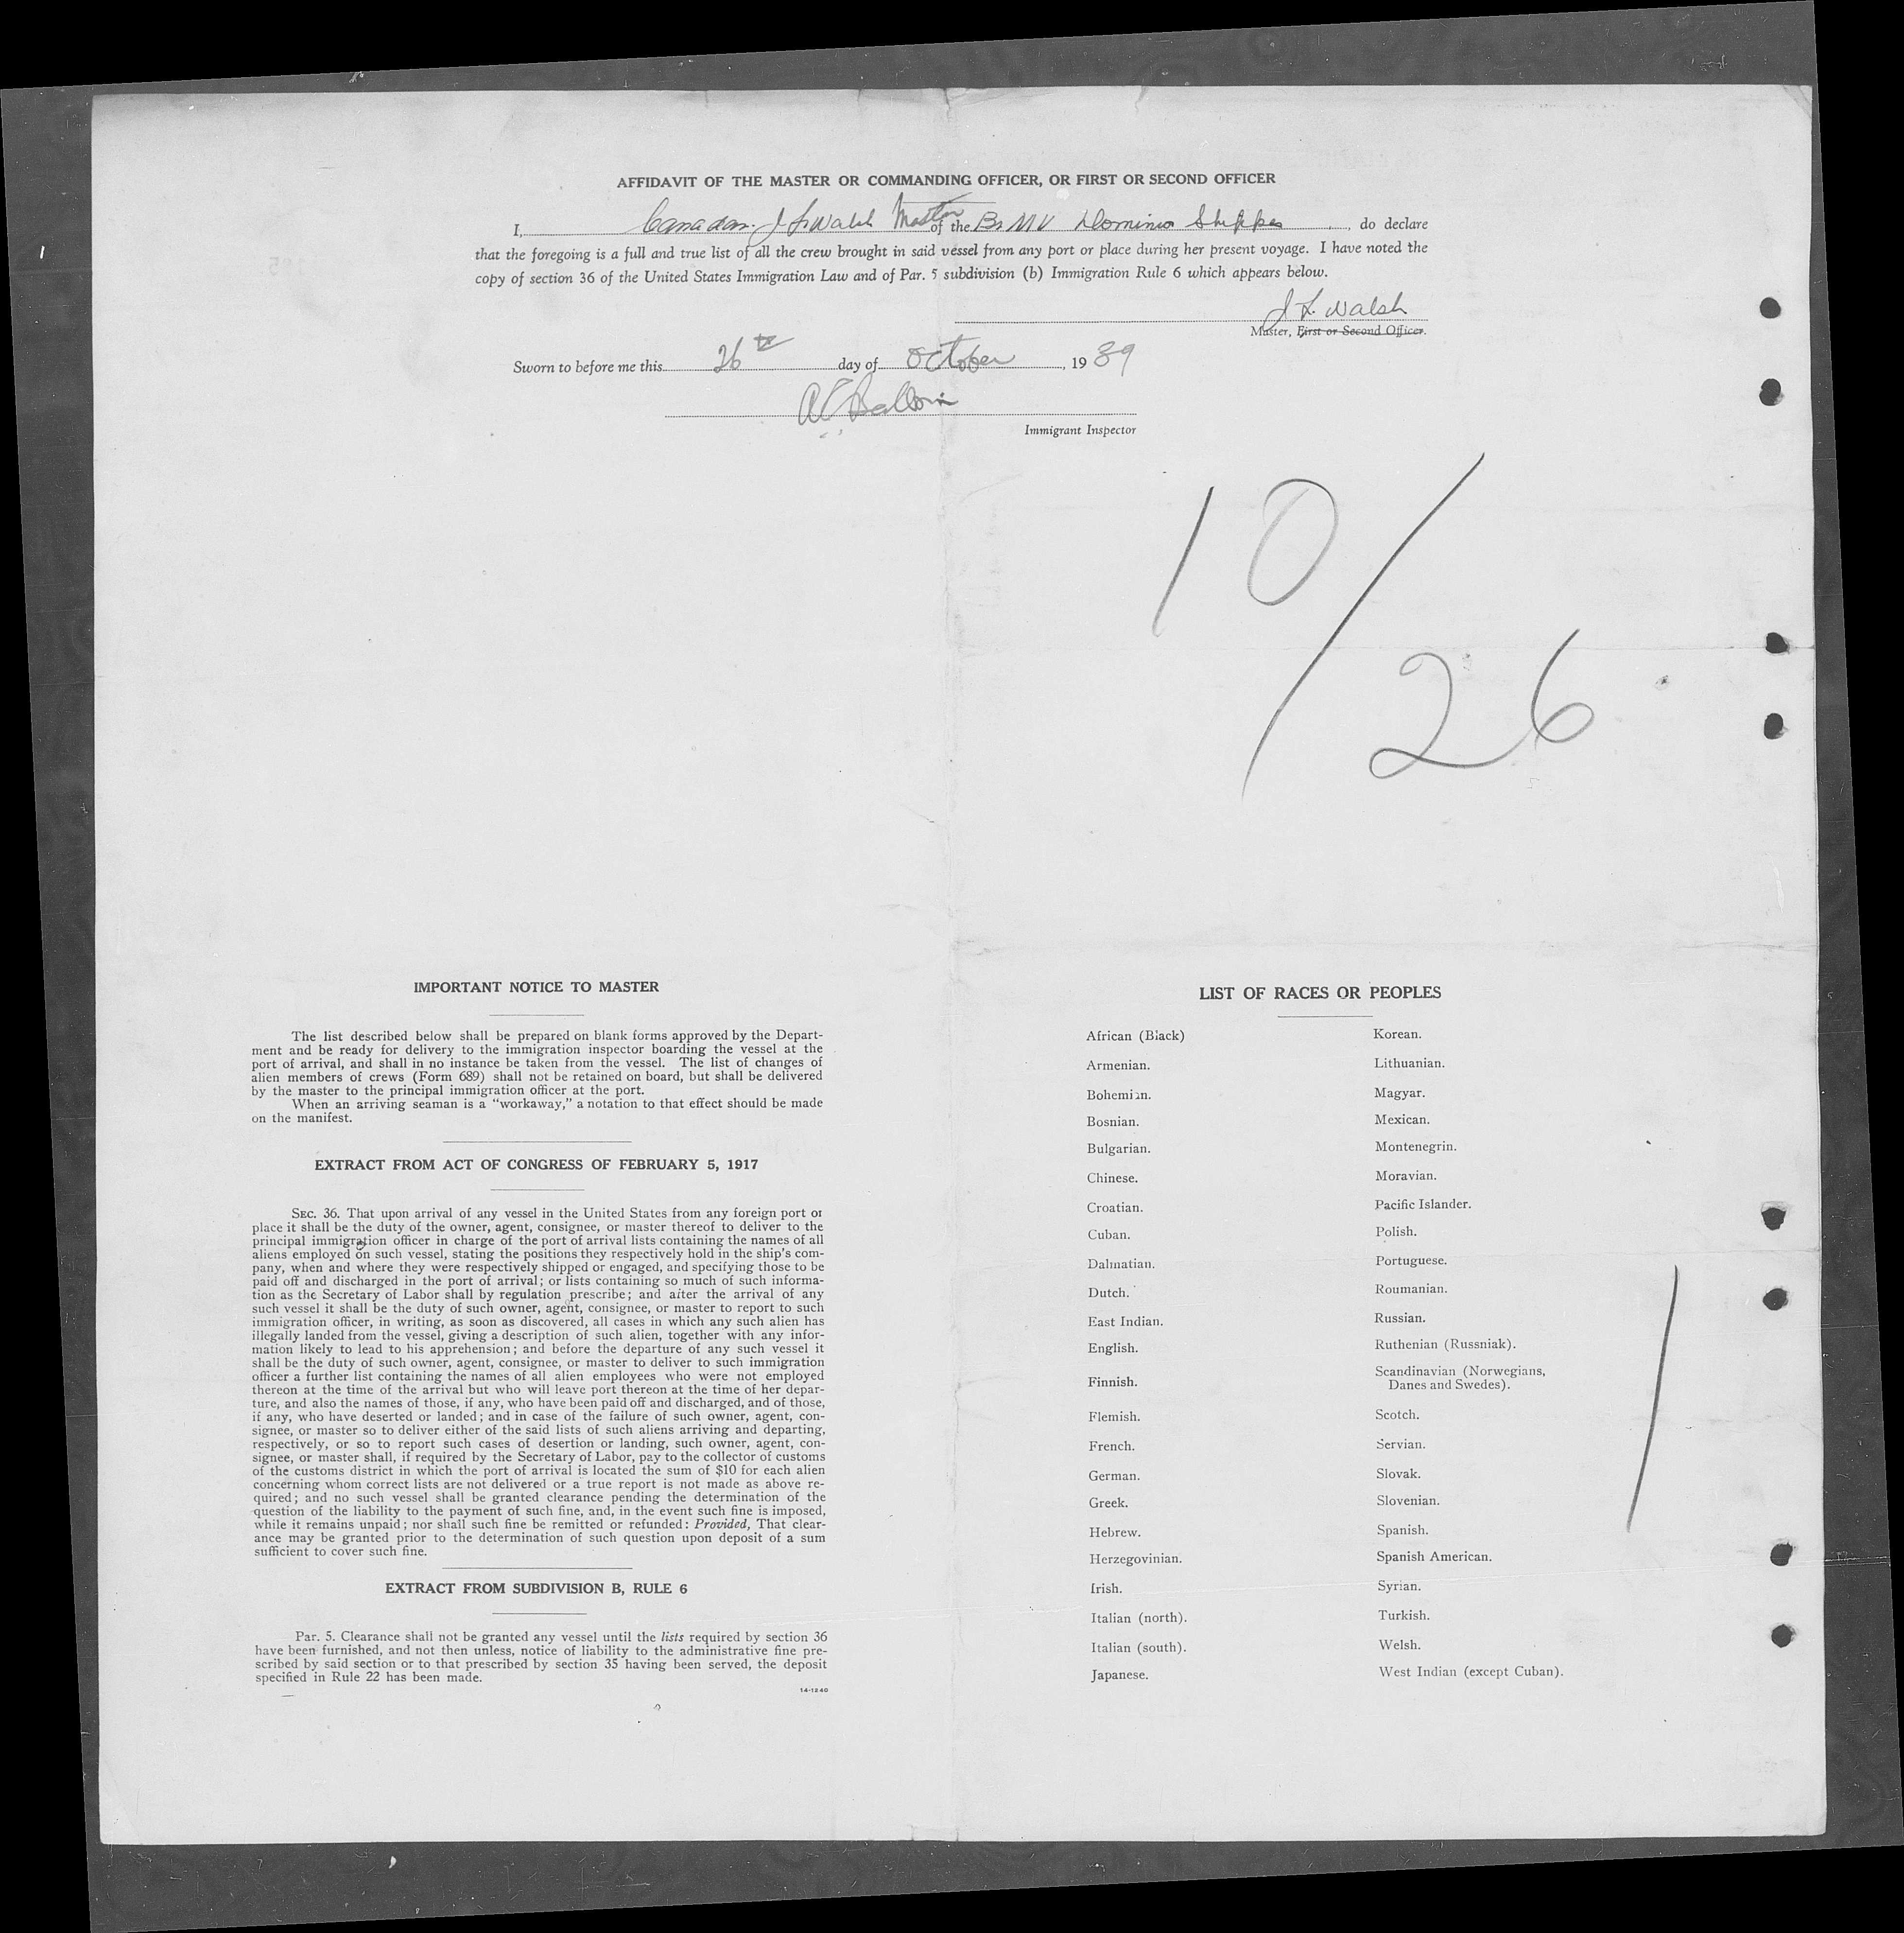 AFFIDAVIT OF THE MASTER OR COMMANDING OFFICER, OR FIRST OR SECOND OFFICER
I, Canadian. J L Walsh Master of the Br MV , do declare
that the foregoing is a full and true list of all the crew brought in said vessel from any port or place during her present voyage. I have noted the
copy of section 36 of the United States Immigration Law and of Par. 5 subdivision (b) Immigration Rule 6 which appears below.
J L. Walsh
Master, First or Second Officer.
Sworn to before me this 26th day of October, 1939
Immigrant Inspector
10/26
IMPORTANT NOTICE TO MASTER
The list described below shall be prepared on blank forms approved by the Depart-
ment and be ready for delivery to the immigration inspector boarding the vessel at the
port of arrival, and shall in no instance be taken from the vessel. The list of changes of
alien members of crews (Form 689) shall not be retained on board, but shall be delivered
by the master to the principal immigration officer at the port.
When an arriving seaman is a "workaway," a notation to that effect should be made
on the manifest.
EXTRACT FROM ACT OF CONGRESS OF FEBRUARY 5, 1917
SEC. 36. That upon arrival of any vessel in the United States from any foreign port or
place it shall be the duty of the owner, agent, consignee, or master thereof to deliver to the
principal immigration officer in charge of the port of arrival lists containing the names of all
aliens employed on such vessel, stating the positions they respectively hold in the ship's com-
pany, when and where they were respectively shipped or engaged, and specifying those to be
paid off and discharged in the port of arrival; or lists containing so much of such informa-
tion as the Secretary of Labor shall by regulation prescribe; and after the arrival of any
such vessel it shall be the duty of such owner, agent, consignee, or master to report to such
immigration officer, in writing, as soon as discovered, all cases in which any such alien has
illegally landed from the vessel, giving a description of such alien, together with any infor-
mation likely to lead to his apprehension; and before the departure of any such vessel it
shall be the duty of such owner, agent, consignee, or master to deliver to such immigration
officer a further list containing the names of all alien employees who were not employed
thereon at the time of the arrival but who will leave port thereon at the time of her depar-
ture, and also the names of those, if any, who have been paid off and discharged, and of those,
if any, who have deserted or landed; and in case of the failure of such owner, agent, con-
signee, or master so to deliver either of the said lists of such aliens arriving and departing,
respectively, or so to report such cases of desertion or landing, such owner, agent, con-
signee, or master shall, if required by the Secretary of Labor, pay to the collector of customs
of the customs district in which the port of arrival is located the sum of $10 for each alien
concerning whom correct lists are not delivered or a true report is not made as above re-
quired; and no such vessel shall be granted clearance pending the determination of the
question of the liability to the payment of such fine, and, in the event such fine is imposed,
while it remains unpaid; nor shall such fine be remitted or refunded: Provided, That clear-
ance may be granted prior to the determination of such question upon deposit of a sum
sufficient to cover such fine.
EXTRACT FROM SUBDIVISION B, RULE 6
Par. 5. Clearance shall not be granted any vessel until the lists required by section 36
have been furnished, and not then unless, notice of liability to the administrative fine pre-
scribed by said section or to that prescribed by section 35 having been served, the deposit
specified in Rule 22 has been made.
14-1240
LIST OF RACES OR PEOPLES
African (Black)
Armenian.
Bohemian.
Bosnian.
Bulgarian.
Chinese.
Croatian.
Cuban.
Dalmatian.
Dutch.
East Indian.
English.
Finnish.
Flemish.
French.
German.
Greek.
Hebrew.
Herzegovinian.
Irish.
Italian (north).
Italian (south).
Japanese.
Korean.
Lithuanian.
Magyar.
Mexican.
Montenegrin.
Moravian.
Pacific Islander.
Polish.
Portuguese.
Roumanian.
Russian.
Ruthenian (Russniak).
Scandinavian (Norwegians,
Danes and Swedes).
Scotch.
Servian.
Slovak.
Slovenian.
Spanish.
Spanish American.
Syrian.
Turkish.
Welsh.
West Indian (except Cuban).